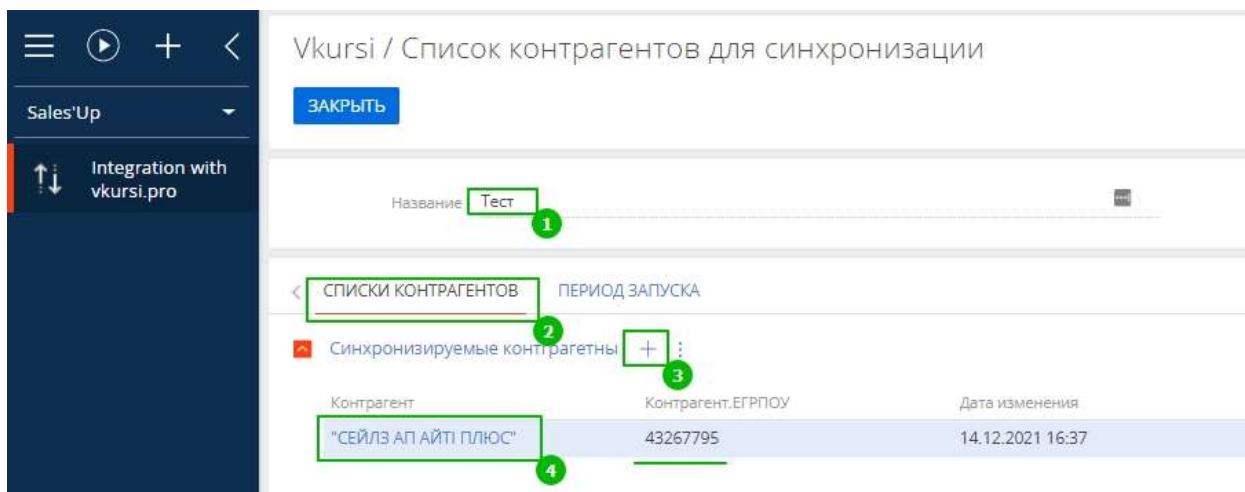 Vkursi / Список контрагентов для синхронизации
ЗАКРЫТЬ
Sales'Up
Integration with
vkursi.pro
Название Тест
1
СПИСКИ КОНТРАГЕНТОВ ПЕРИОД ЗАПУСКА
2
Синхронизируемые контрагетны
3
Контрагент Контрагент.ЕГРПОУ Дата изменения
"СЕЙЛЗ АП АЙТІ ПЛЮС" 43267795 14.12.2021 16:37
4